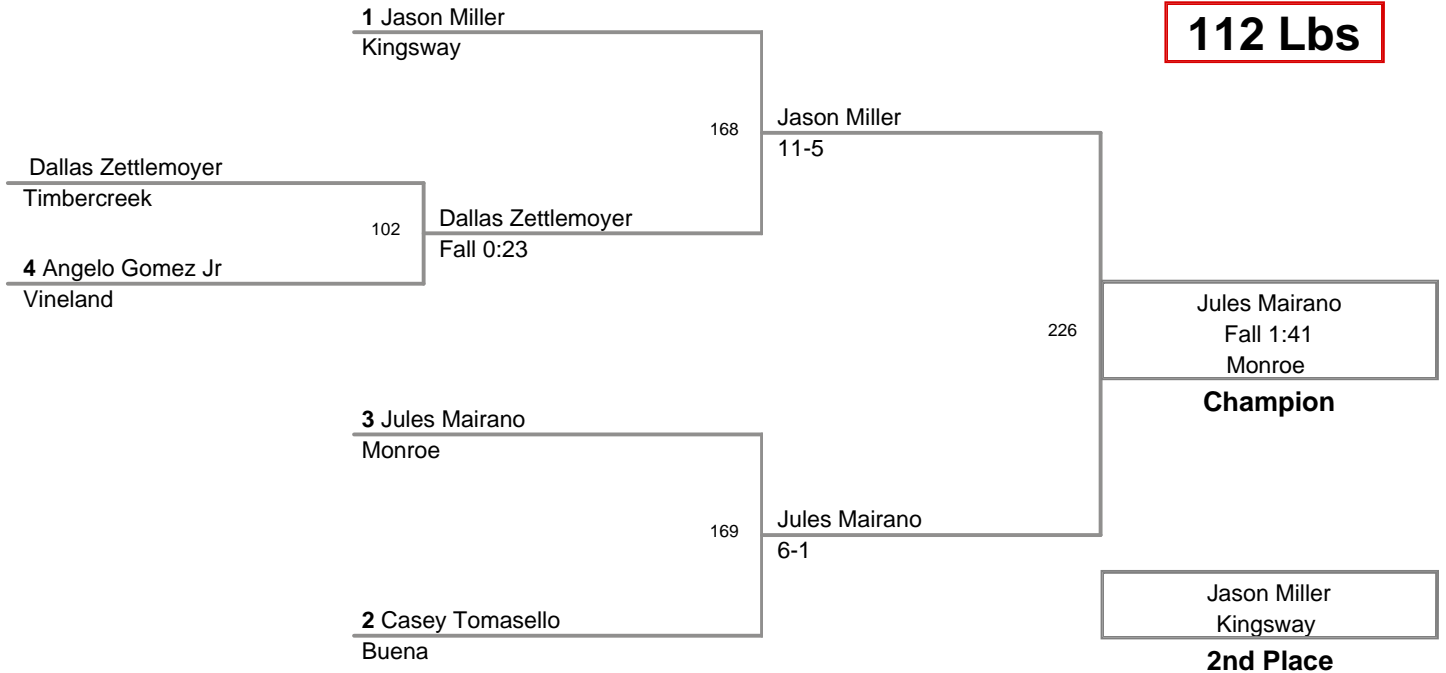 112 Lbs
1 Jason Miller
Kingsway
168
Jason Miller
11-5
Dallas Zettlemoyer
Timbercreek
102
Dallas Zettlemoyer
Fall 0:23
4 Angelo Gomez Jr
Vineland
226
Jules Mairano
Fall 1:41
Monroe
Champion
3 Jules Mairano
Monroe
169
Jules Mairano
6-1
2 Casey Tomasello
Buena
Jason Miller
Kingsway
2nd Place